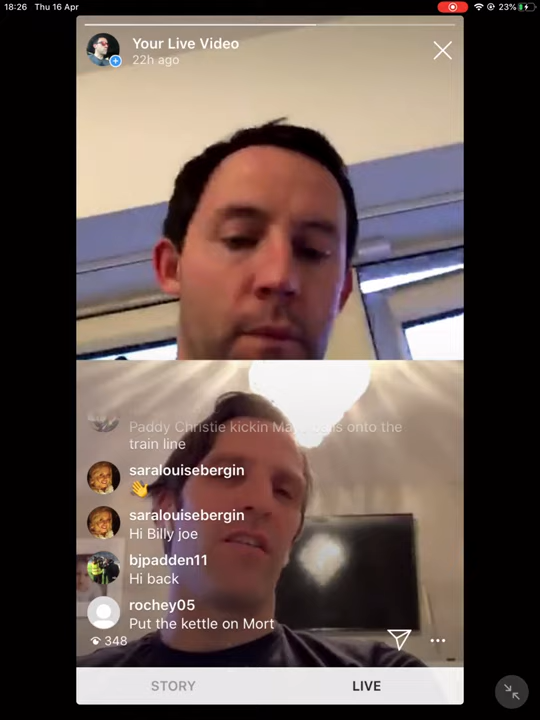 18:26 Thu 16 Apr 23%
Your Live Video
22h ago
Paddy Christie kickin onto the
train line
saralouisebergin
👋
saralouisebergin
Hi Billy joe
bjpadden11
Hi back
rochey05
Put the kettle on Mort
348
STORY LIVE